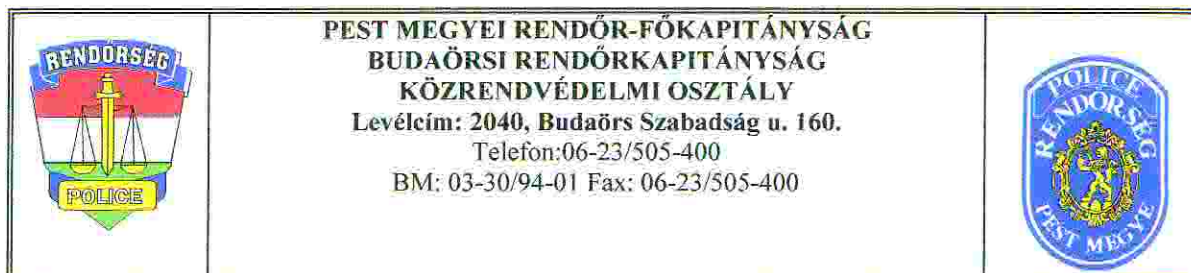 RENDŐRSÉG
POLICE
PEST MEGYEI RENDŐR-FŐKAPITÁNYSÁG
BUDAÖRSI RENDŐRKAPITÁNYSÁG
KÖZRENDVÉDELMI OSZTÁLY
Levélcím: 2040, Budaörs Szabadság u. 160.
Telefon:06-23/505-400
BM: 03-30/94-01 Fax: 06-23/505-400
POLICE
RENDŐRSÉG
PEST MEGYE